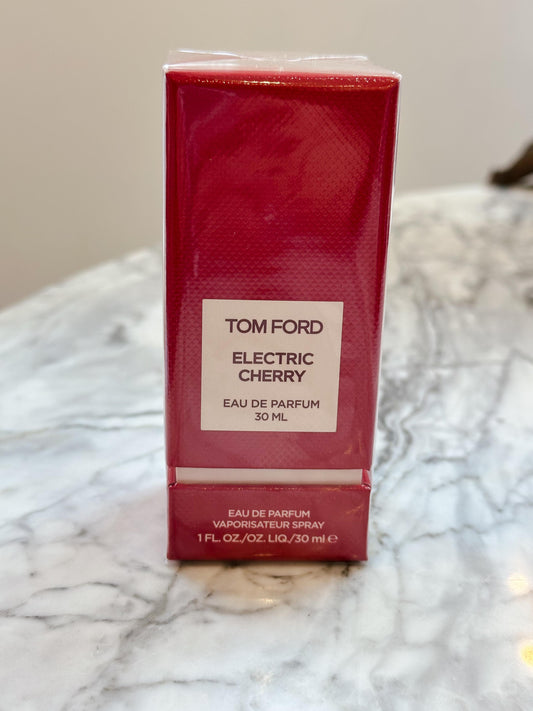 TOM FORD
ELECTRIC
CHERRY
EAU DE PARFUM
30 ML
EAU DE PARFUM
VAPORISATEUR SPRAY
1 FL. OZ./OZ. LIQ./30 ml ℮